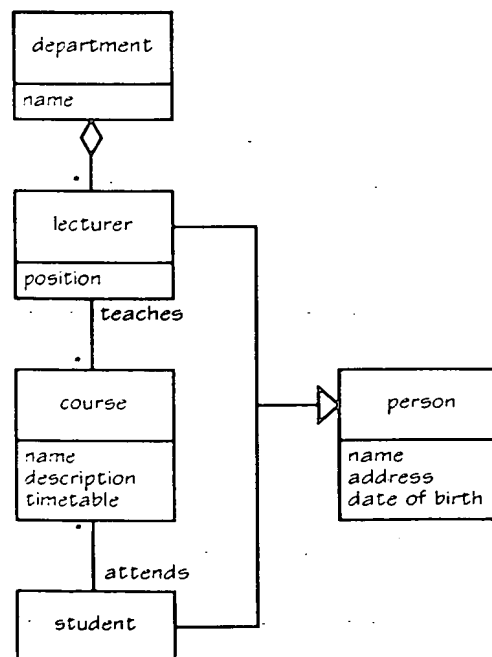 department
name
*
lecturer
position
teaches
*
course
name
description
timetable
*
attends
student
person
name
address
date of birth